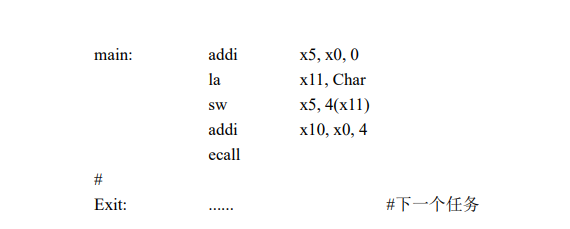 main: addi x5, x0, 0
la x11, Char
sw x5, 4(x11)
addi x10, x0, 4
ecall
#
Exit: ...... #下一个任务